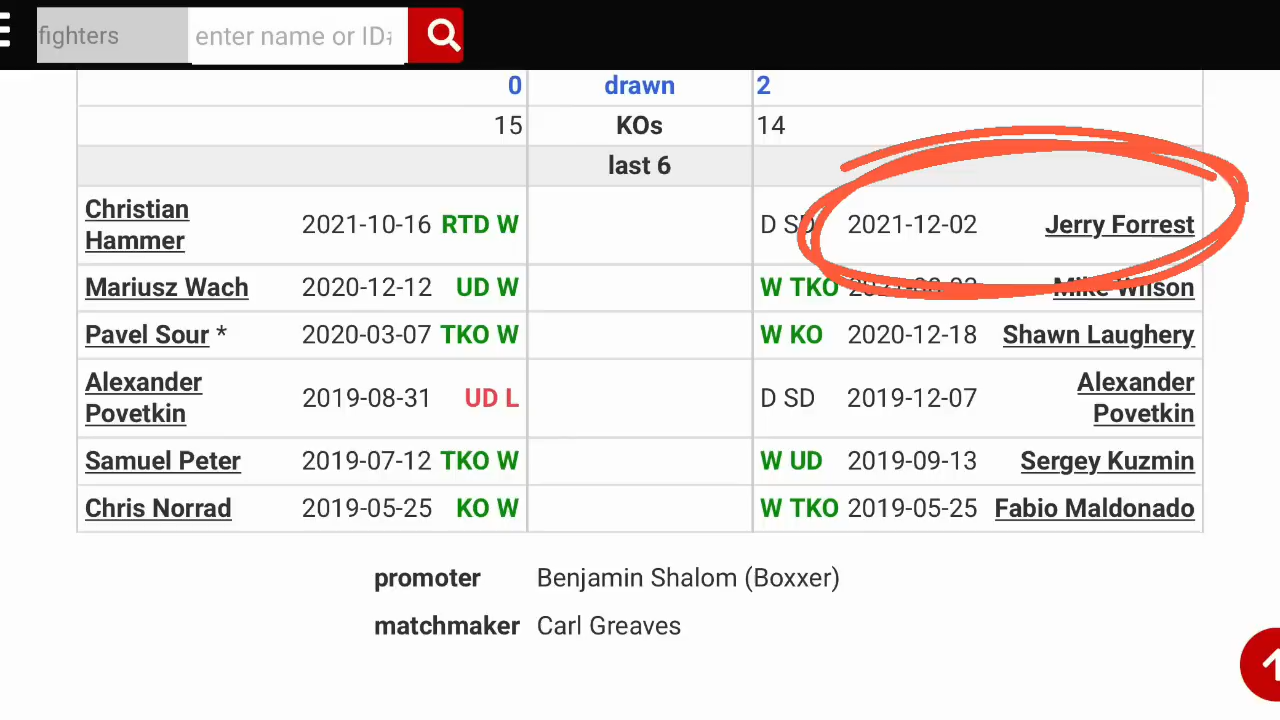 fighters enter name or ID#
0 drawn 2
15 KOs 14
last 6
Christian Hammer 2021-10-16 RTD W D SD 2021-12-02 Jerry Forrest
Mariusz Wach 2020-12-12 UD W W TKO Mike Wilson
Pavel Sour * 2020-03-07 TKO W W KO 2020-12-18 Shawn Laughery
Alexander Povetkin 2019-08-31 UD L D SD 2019-12-07 Alexander Povetkin
Samuel Peter 2019-07-12 TKO W W UD 2019-09-13 Sergey Kuzmin
Chris Norrad 2019-05-25 KO W W TKO 2019-05-25 Fabio Maldonado
promoter Benjamin Shalom (Boxxer)
matchmaker Carl Greaves